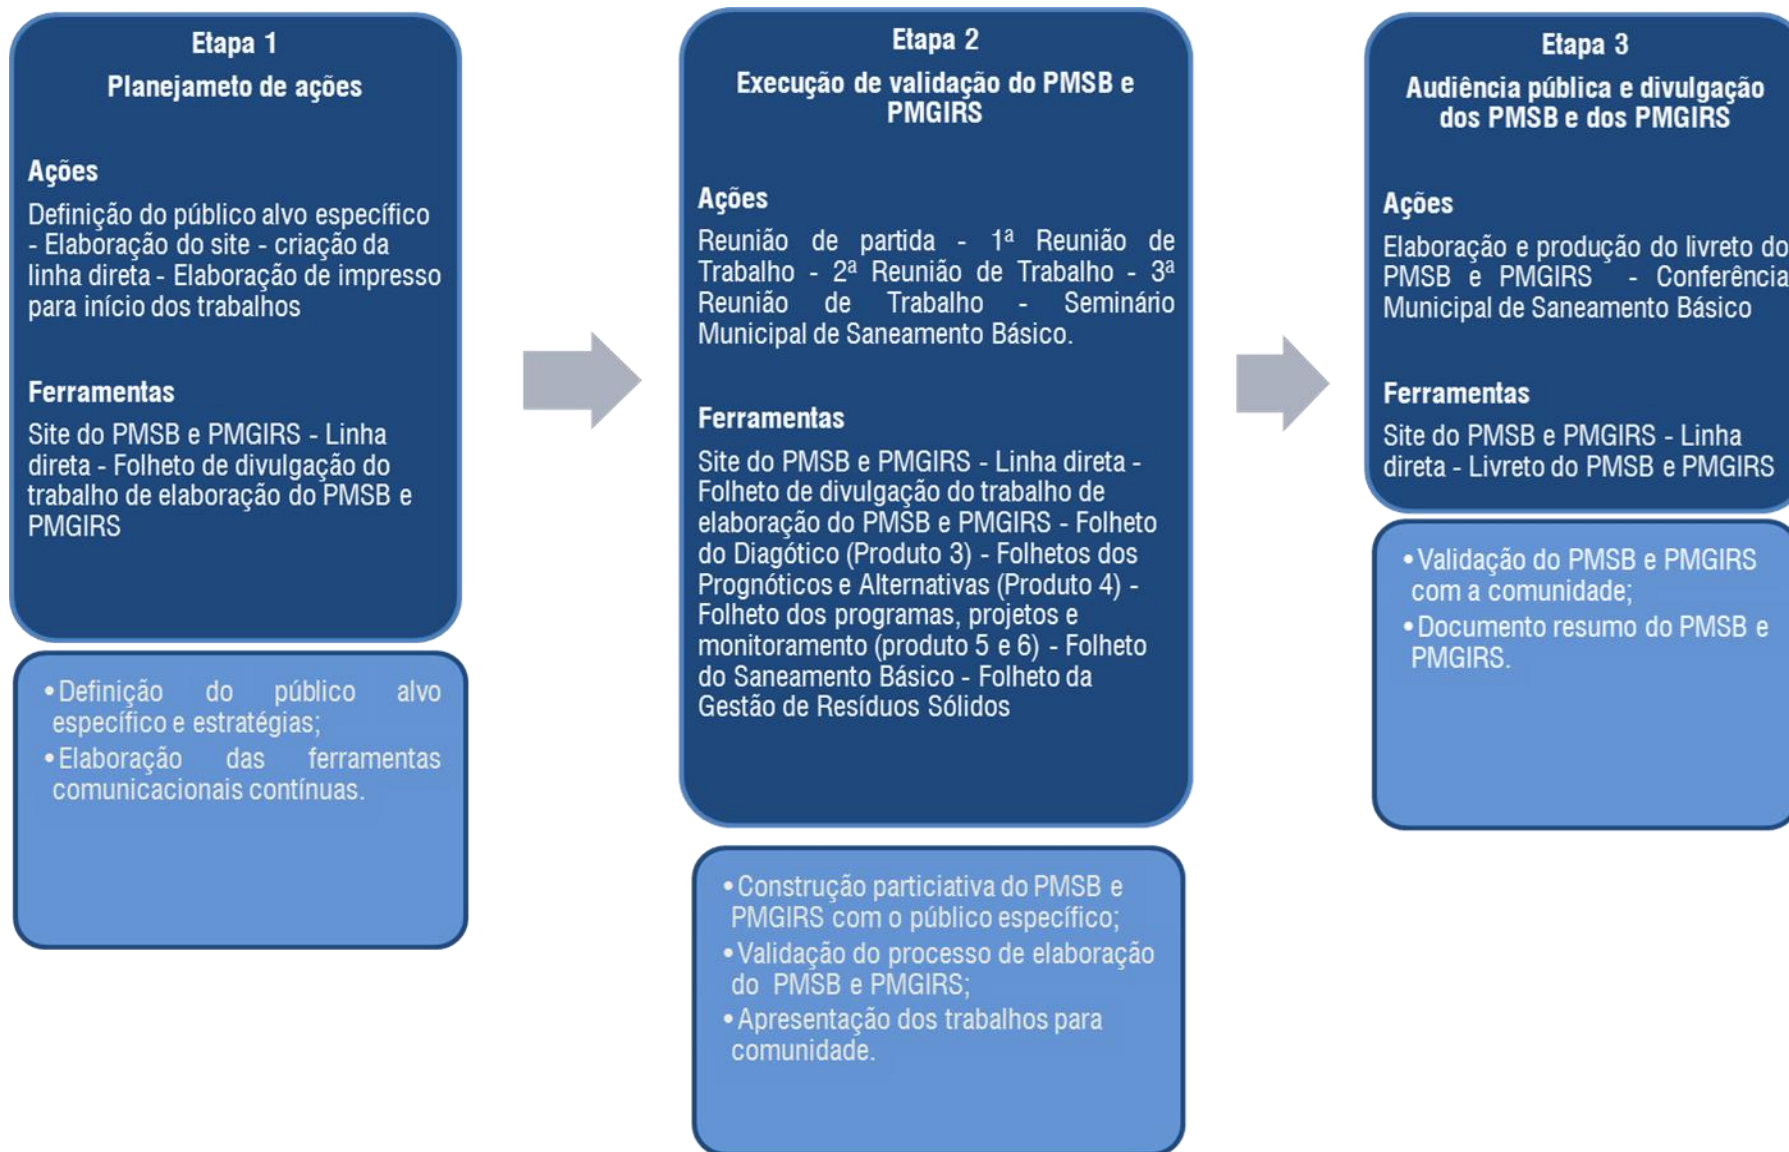 Etapa 1
Planejameto de ações
Ações
Definição do público alvo específico
- Elaboração do site - criação da
linha direta - Elaboração de impresso
para início dos trabalhos
Ferramentas
Site do PMSB e PMGIRS - Linha
direta - Folheto de divulgação do
trabalho de elaboração do PMSB e
PMGIRS
•Definição do público alvo
específico e estratégias;
•Elaboração das ferramentas
comunicacionais contínuas.
Etapa 2
Execução de validação do PMSB e
PMGIRS
Ações
Reunião de partida - 1ª Reunião de
Trabalho - 2ª Reunião de Trabalho - 3ª
Reunião de Trabalho - Seminário
Municipal de Saneamento Básico.
Ferramentas
Site do PMSB e PMGIRS - Linha direta -
Folheto de divulgação do trabalho de
elaboração do PMSB e PMGIRS - Folheto
do Diagótico (Produto 3) - Folhetos dos
Prognóticos e Alternativas (Produto 4) -
Folheto dos programas, projetos e
monitoramento (produto 5 e 6) - Folheto
do Saneamento Básico - Folheto da
Gestão de Resíduos Sólidos
•Construção particiativa do PMSB e
PMGIRS com o público específico;
•Validação do processo de elaboração
do PMSB e PMGIRS;
•Apresentação dos trabalhos para
comunidade.
Etapa 3
Audiência pública e divulgação
dos PMSB e dos PMGIRS
Ações
Elaboração e produção do livreto do
PMSB e PMGIRS - Conferência
Municipal de Saneamento Básico
Ferramentas
Site do PMSB e PMGIRS - Linha
direta - Livreto do PMSB e PMGIRS
•Validação do PMSB e PMGIRS
com a comunidade;
•Documento resumo do PMSB e
PMGIRS.